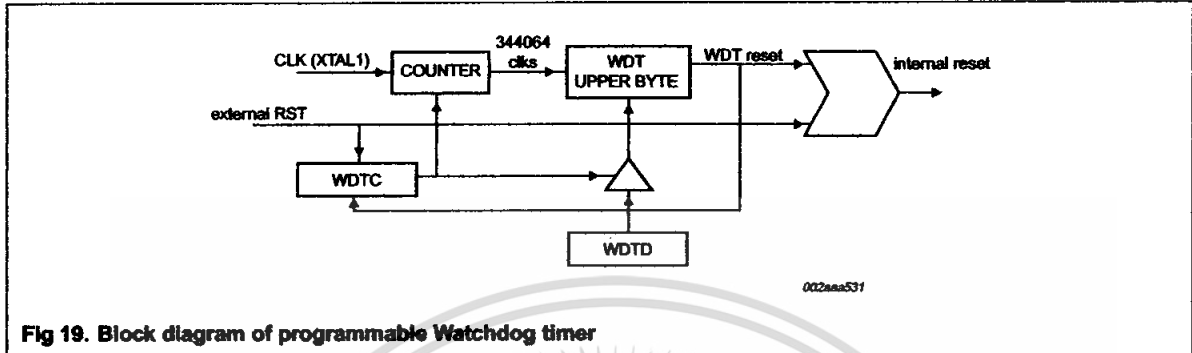 344064
clks
CLK (XTAL1)
COUNTER
WDT
UPPER BYTE
WDT reset
internal reset
external RST
WDTC
WDTD
002aaa531
Fig 19. Block diagram of programmable Watchdog timer